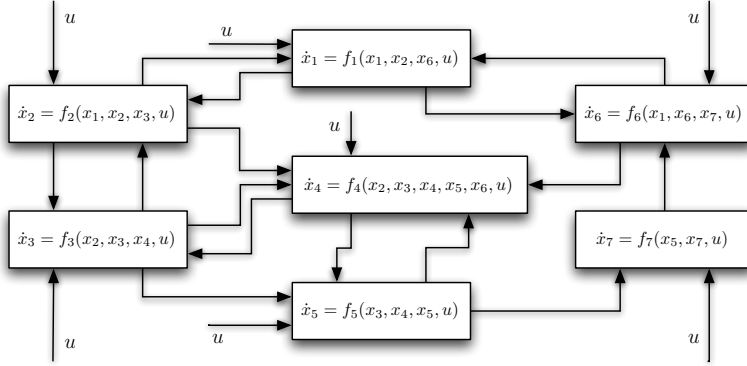 u
u
u
ẋ₁ = f₁(x₁, x₂, x₆, u)
ẋ₂ = f₂(x₁, x₂, x₃, u)
ẋ₆ = f₆(x₁, x₆, x₇, u)
u
ẋ₄ = f₄(x₂, x₃, x₄, x₅, x₆, u)
ẋ₃ = f₃(x₂, x₃, x₄, u)
ẋ₇ = f₇(x₅, x₇, u)
ẋ₅ = f₅(x₃, x₄, x₅, u)
u
u
u